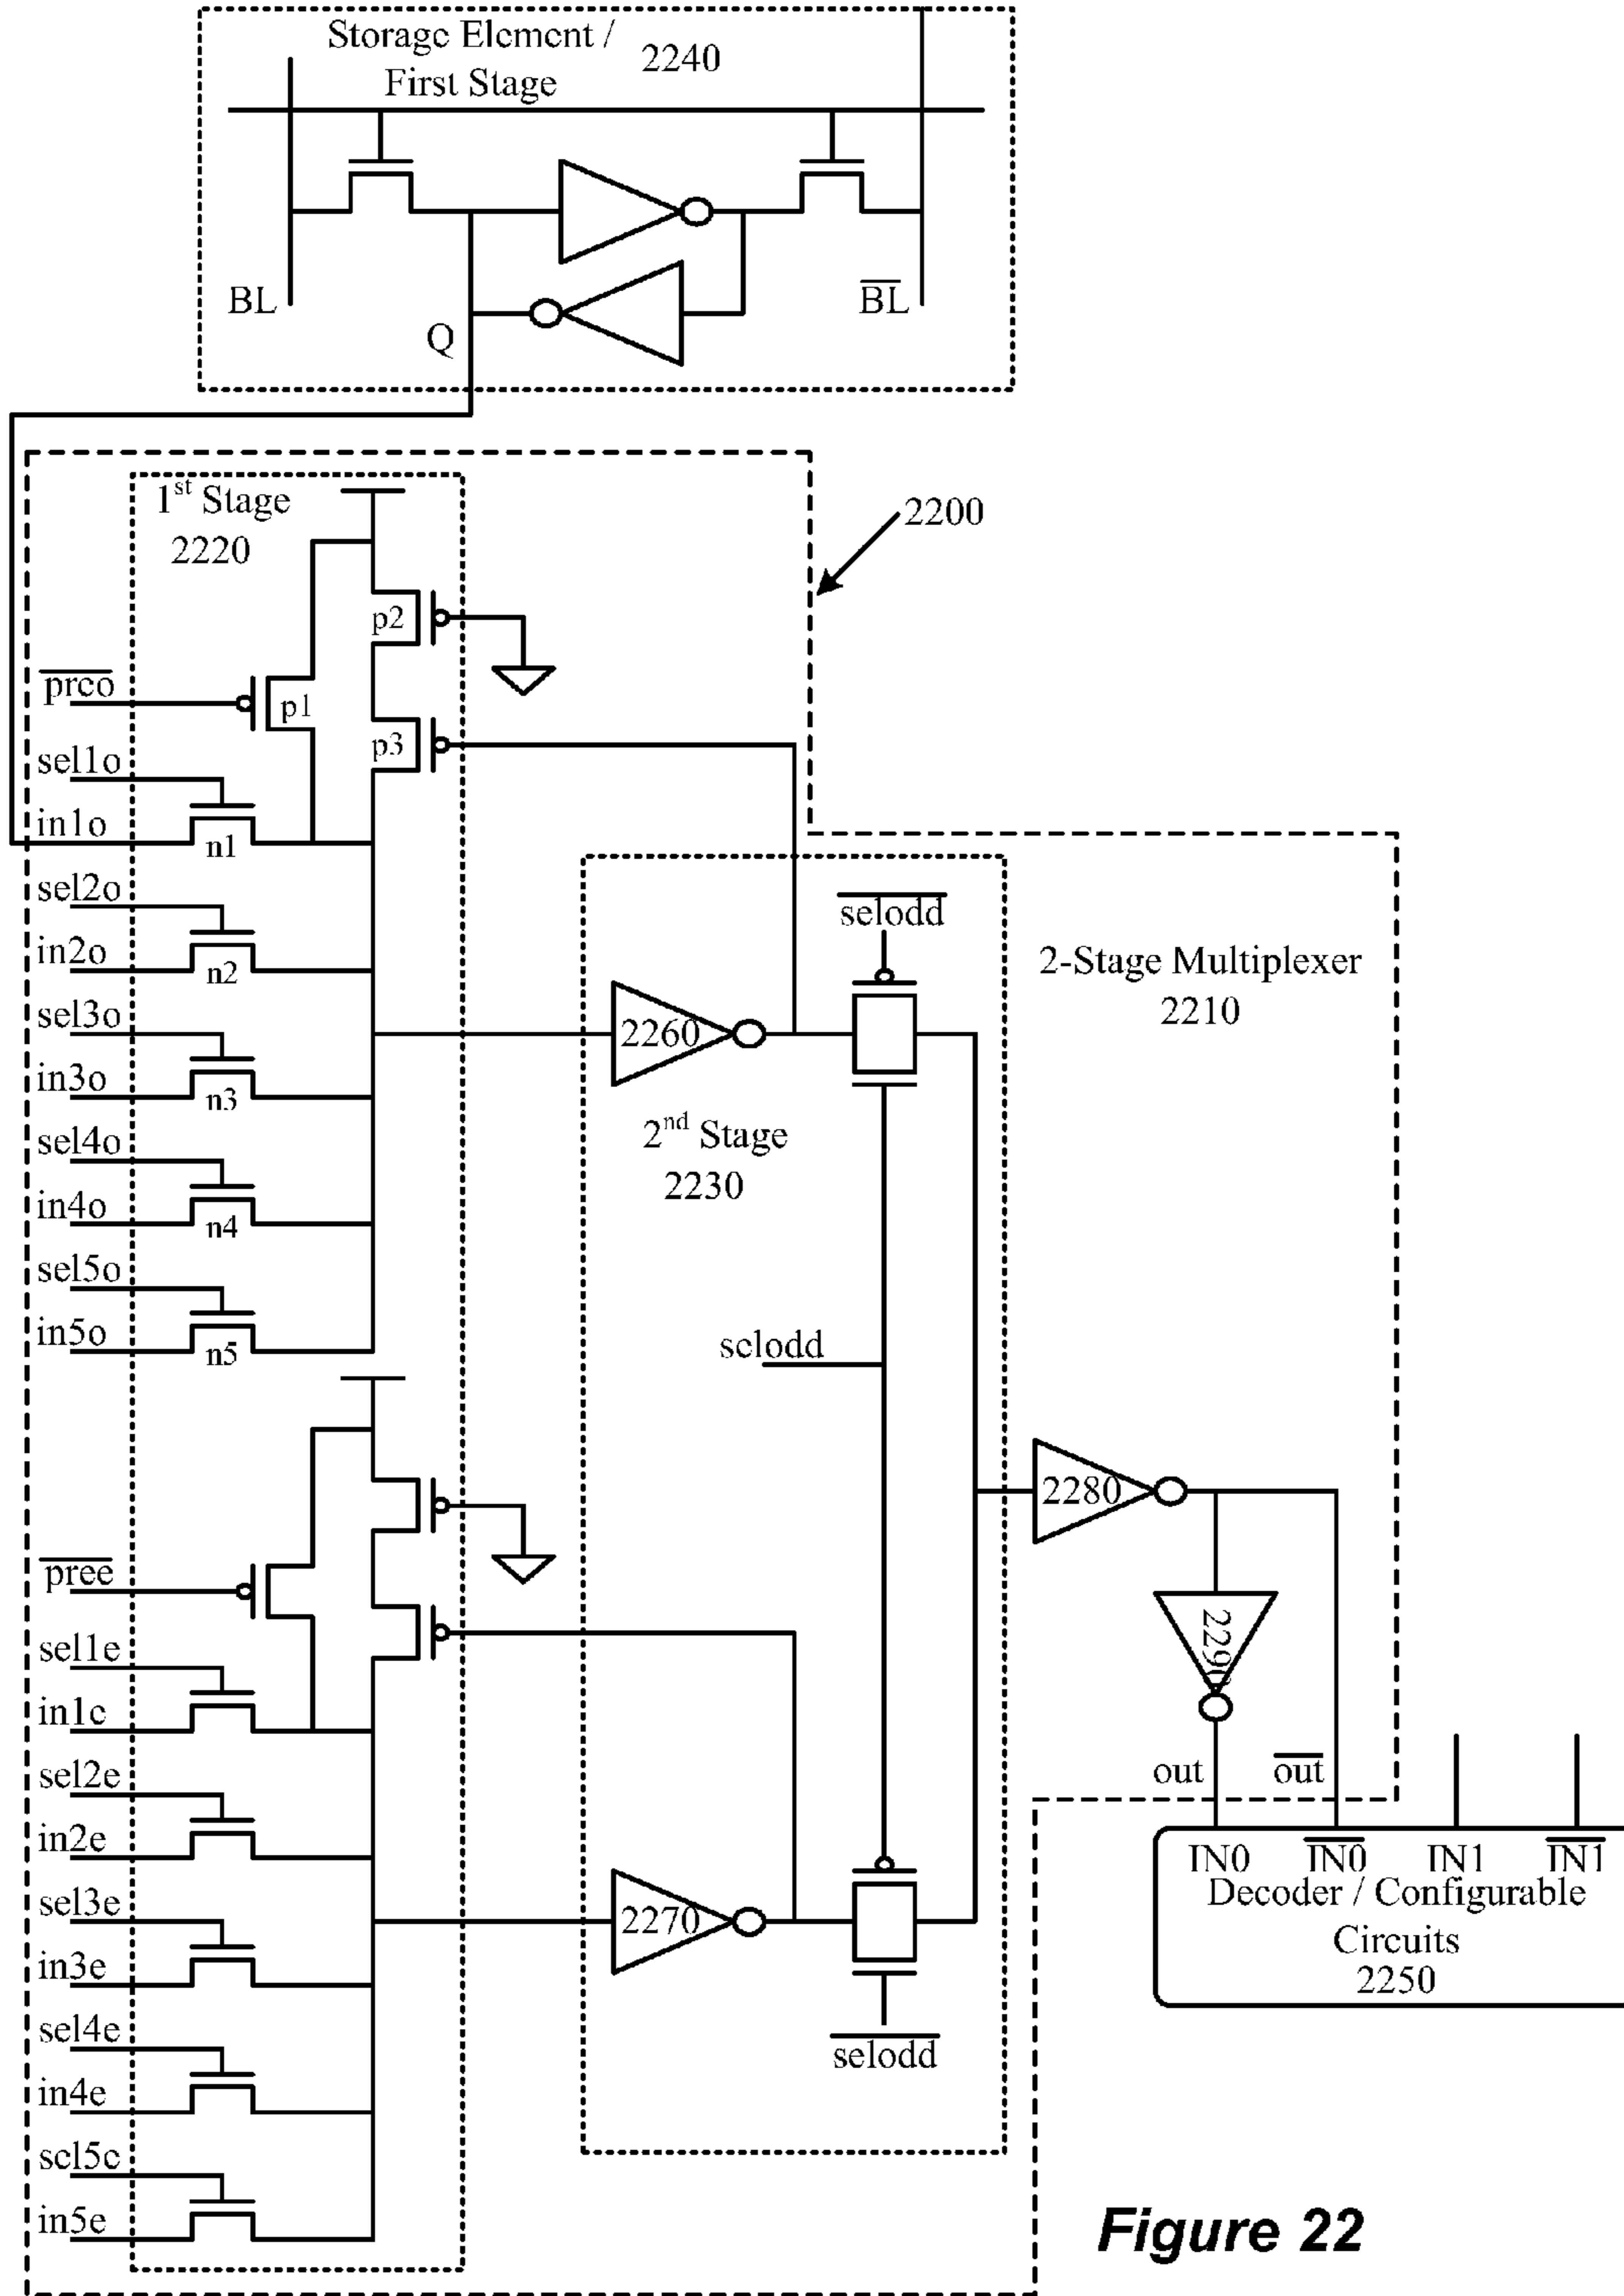 Storage Element / 2240
First Stage
BL
Q
BL
1st Stage
2220
2200
p2
preo
p1
p3
sel1o
in1o
n1
sel2o
in2o
n2
sel3o
in3o
n3
sel4o
in4o
n4
sel5o
in5o
n5
selodd
2-Stage Multiplexer
2210
2260
2nd Stage
2230
selodd
2280
2290
pree
sel1e
in1e
sel2e
in2e
sel3e
in3e
sel4e
in4e
sel5e
in5e
2270
selodd
out
out
IN0 IN0 IN1 IN1
Decoder / Configurable
Circuits
2250
Figure 22